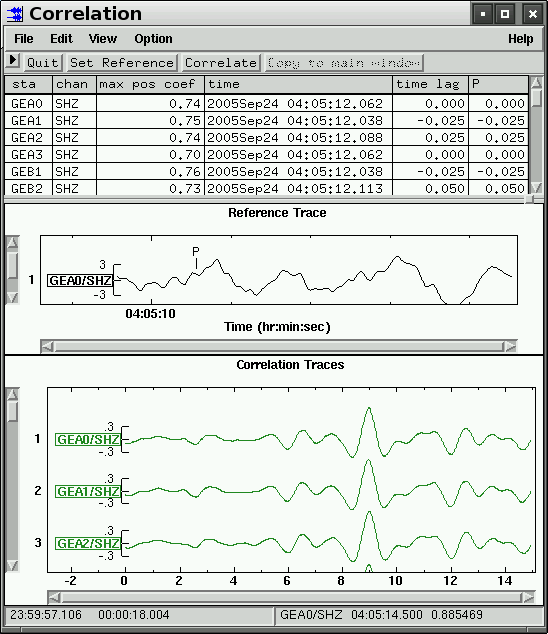 Correlation
File Edit View Option Help
Quit Set Reference Correlate Copy to main window
sta chan max pos coef time time lag P
GEA0 SHZ 0.74 2005Sep24 04:05:12.062 0.000 0.000
GEA1 SHZ 0.75 2005Sep24 04:05:12.038 -0.025 -0.025
GEA2 SHZ 0.74 2005Sep24 04:05:12.088 0.025 0.025
GEA3 SHZ 0.70 2005Sep24 04:05:12.062 0.000 0.000
GEB1 SHZ 0.76 2005Sep24 04:05:12.038 -0.025 -0.025
GEB2 SHZ 0.73 2005Sep24 04:05:12.113 0.050 0.050
Reference Trace
P
3
1 GEA0/SHZ
-3
04:05:10
Time (hr:min:sec)
Correlation Traces
.3
1 GEA0/SHZ
-.3
.3
2 GEA1/SHZ
-.3
.3
3 GEA2/SHZ
-.3
-2 0 2 4 6 8 10 12 14
23:59:57.106 00:00:18.004 GEA0/SHZ 04:05:14.500 0.885469